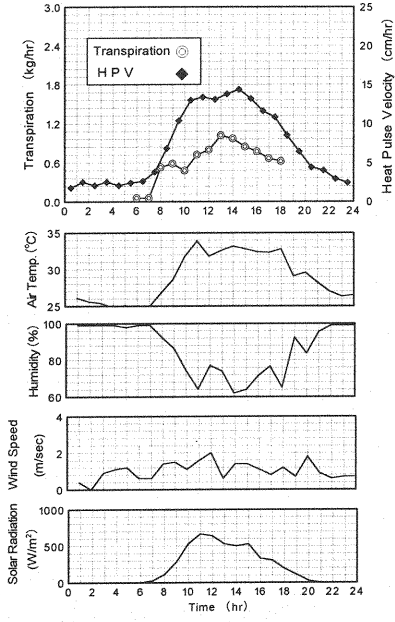 3.0
2.4
1.8
1.2
0.6
0.0
Transpiration (kg/hr)
Transpiration
H P V
25
20
15
10
5
0
Heat Pulse Velocity (cm/hr)
0 2 4 6 8 10 12 14 16 18 20 22 24
35
30
25
Air Temp. (°C)
100
80
60
Humidity (%)
4
2
0
Wind Speed
(m/sec)
1000
500
0
Solar Radiation
(W/m²)
0 2 4 6 8 10 12 14 16 18 20 22 24
Time (hr)